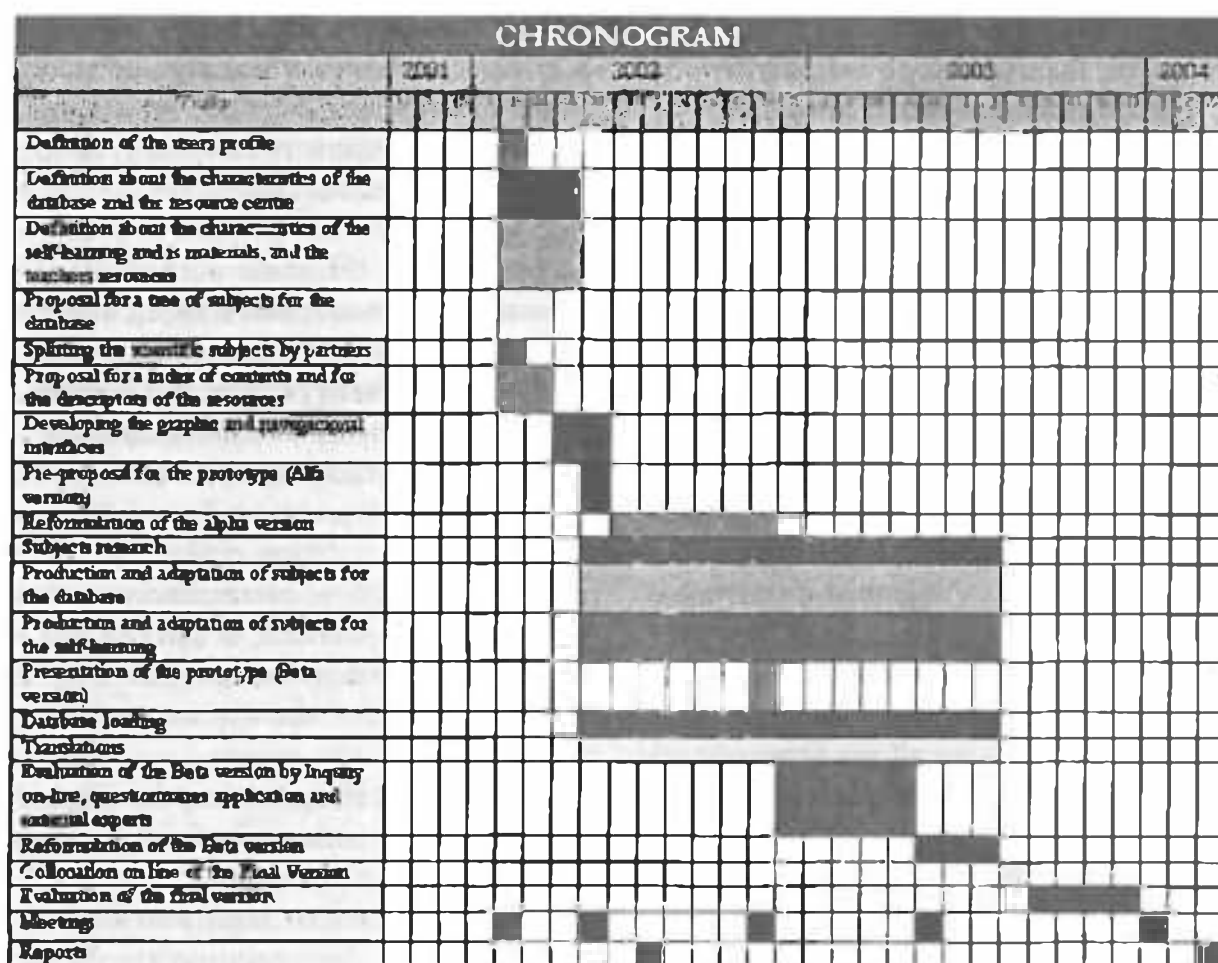 CHRONOGRAM
2001 2002 2003 2004
Tasks
Definition of the users profile
Definition about the characteristics of the
database and the resource centre
Definition about the characteristics of the
self-learning and is materials, and the
teachers resources
Proposal for a tree of subjects for the
database
Splitting the scientific subjects by partners
Proposal for a index of contents and for
the descriptors of the resources
Developing the graphic and navigacional
interfaces
Pre-proposal for the prototype (Alfa
version)
Reformulation of the alpha version
Subjects research
Production and adaptation of subjects for
the database
Production and adaptation of subjects for
the self-learning
Presentation of the prototype (Beta
version)
Database loading
Translations
Evaluation of the Beta version by Inquiry
on-line, questionnaires application and
external experts
Reformulation of the Beta version
Collocation on line of the Final Version
Evaluation of the final version
Meetings
Reports